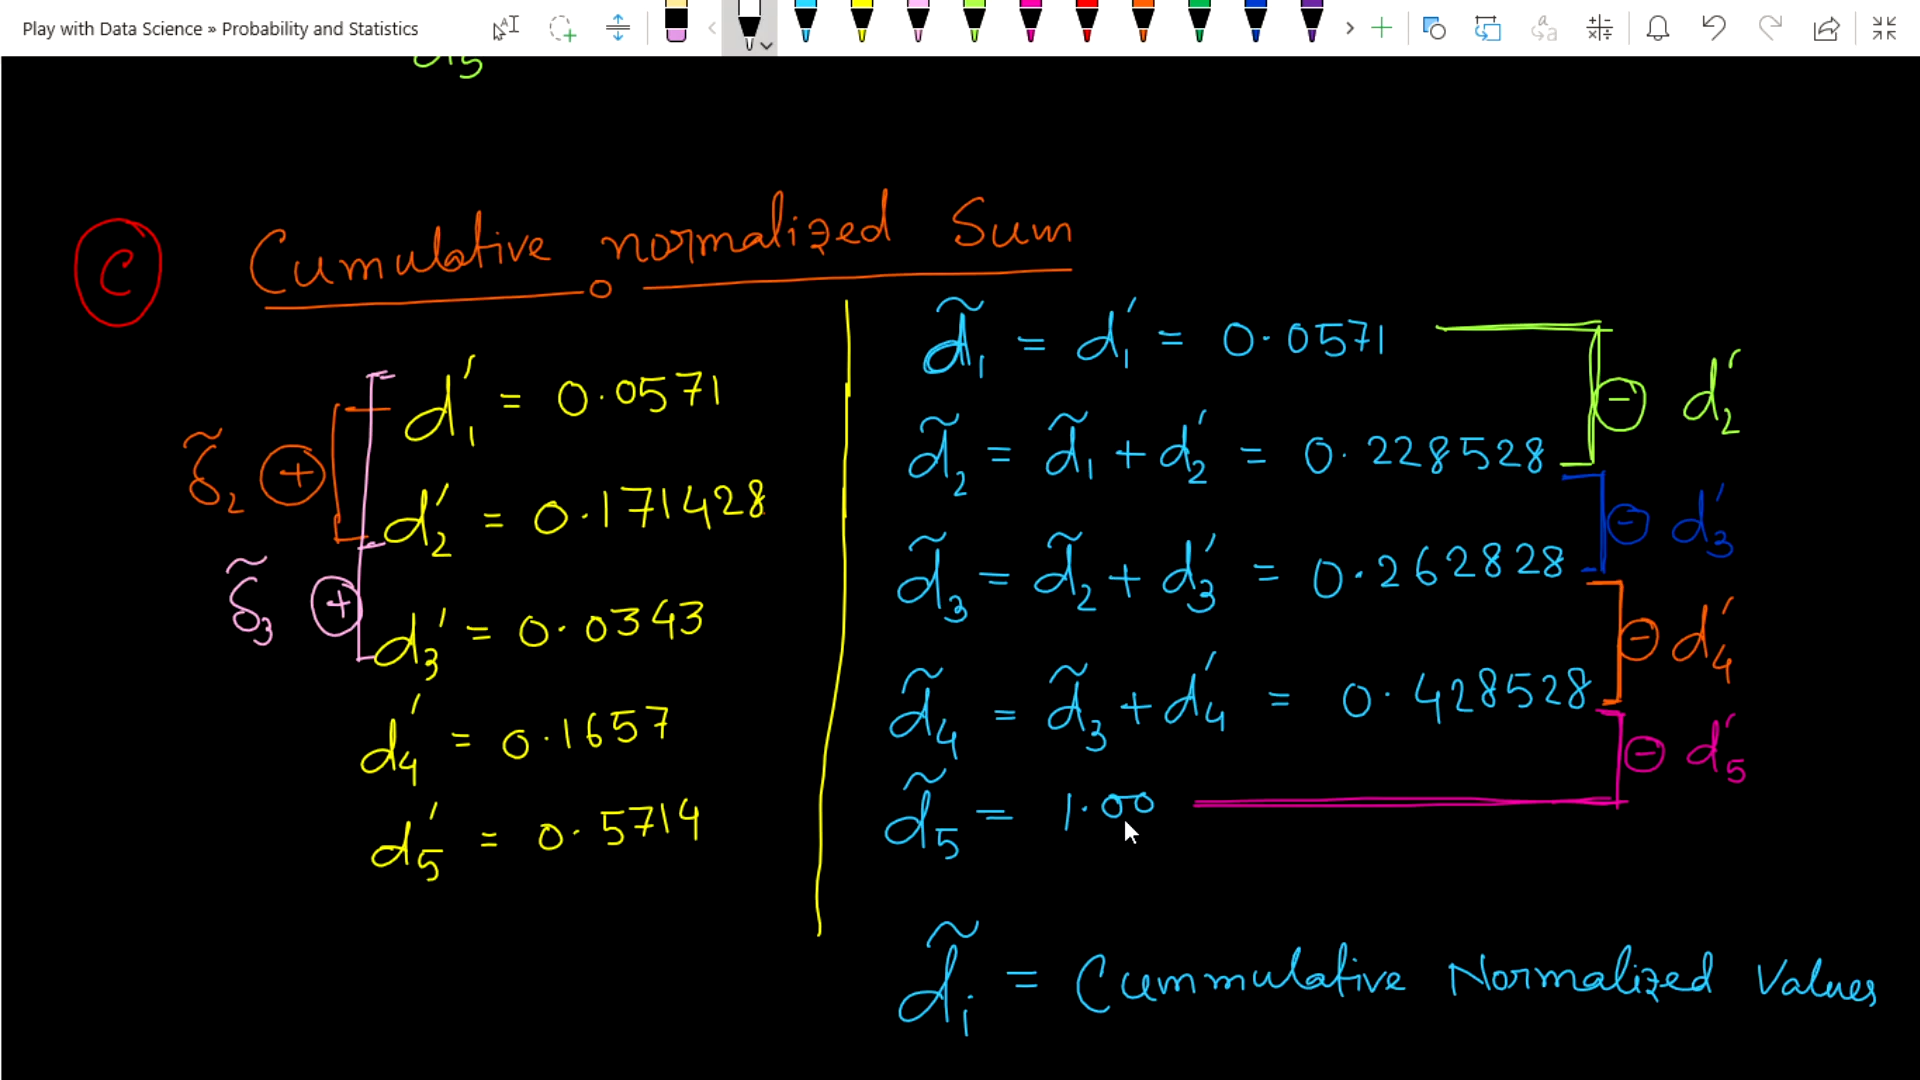 Play with Data Science » Probability and Statistics
d₅
C
Cumulative normalized Sum
d₁' = 0.0571
d₂' = 0.171428
d₃' = 0.0343
d₄' = 0.1657
d₅' = 0.5714
δ̃₂ +
δ̃₃ +
d̃₁ = d₁' = 0.0571
d̃₂ = d̃₁ + d₂' = 0.228528
d̃₃ = d̃₂ + d₃' = 0.262828
d̃₄ = d̃₃ + d₄' = 0.428528
d̃₅ = 1.00
- d₂'
- d₃'
- d₄'
- d₅'
d̃ᵢ = Cummulative Normalized Values